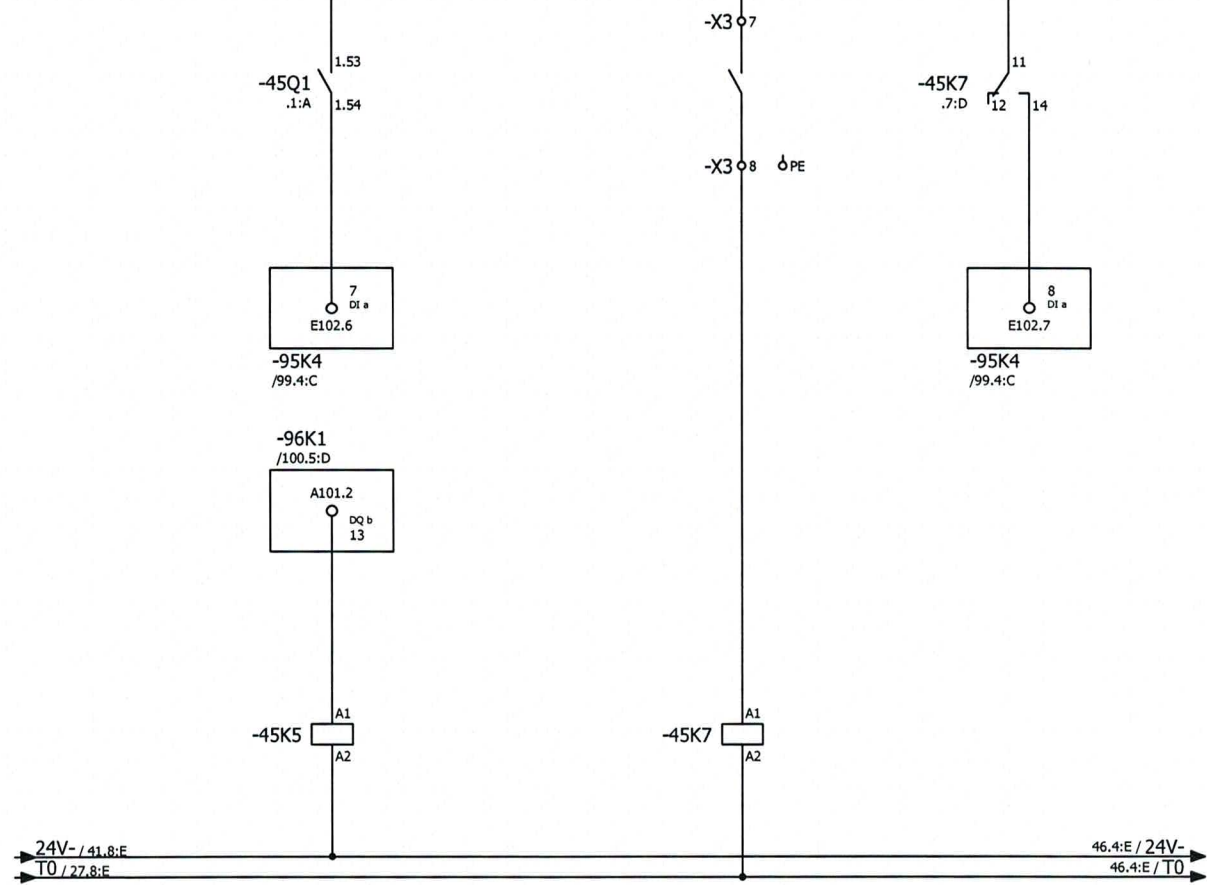 -X3 7
1.53
-45Q1
.1:A
1.54
11
-45K7
.7:D
12
14
-X3 8
PE
7
DI a
E102.6
-95K4
/99.4:C
8
DI a
E102.7
-95K4
/99.4:C
-96K1
/100.5:D
A101.2
DQ b
13
A1
-45K5
A2
A1
-45K7
A2
24V- / 41.8:E
46.4:E / 24V-
T0 / 27.8:E
46.4:E / T0